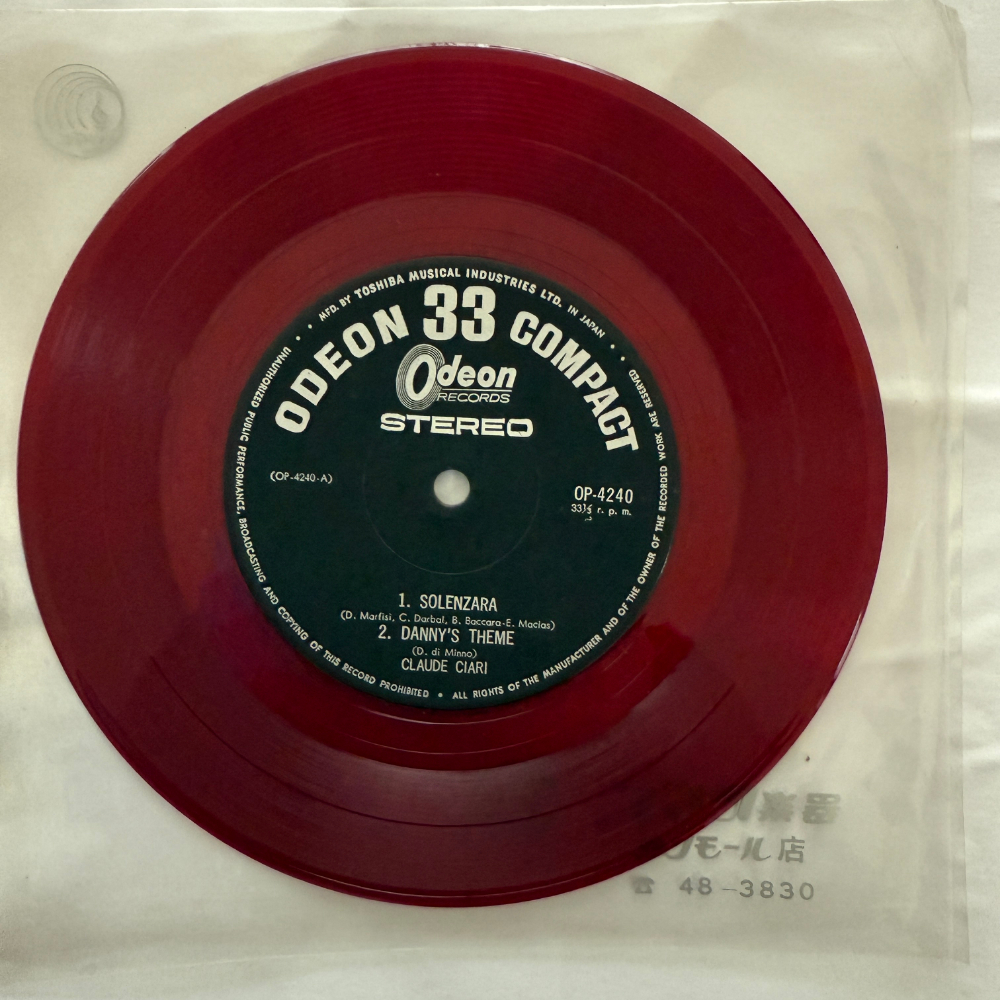 MFD. BY TOSHIBA MUSICAL INDUSTRIES LTD. IN JAPAN
ODEON 33 COMPACT
Odeon
RECORDS
STEREO
(OP-4240-A)
OP-4240
33⅓ r. p. m.
1. SOLENZARA
(D. Marfisi, C. Darbal, B. Baccara-E. Macias)
2. DANNY'S THEME
(D. di Minno)
CLAUDE CIARI
UNAUTHORIZED PUBLIC PERFORMANCE, BROADCASTING AND COPYING OF THIS RECORD PROHIBITED • ALL RIGHTS OF THE MANUFACTURER AND OF THE OWNER OF THE RECORDED WORK ARE RESERVED
楽器
モール店
☎ 48-3830